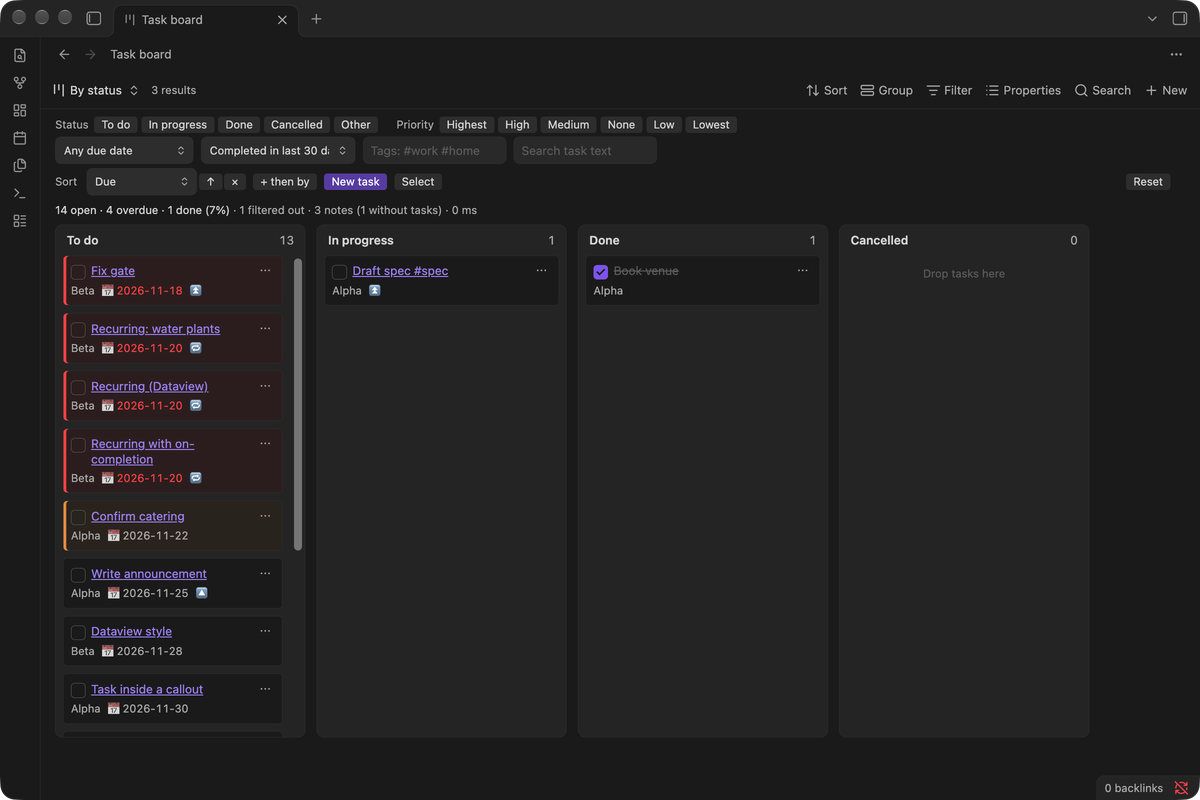 Task board
Task board
By status 3 results Sort Group Filter Properties Search New
Status To do In progress Done Cancelled Other Priority Highest High Medium None Low Lowest
Any due date Completed in last 30 da Tags: #work #home Search task text
Sort Due ↑ × + then by New task Select Reset
14 open · 4 overdue · 1 done (7%) · 1 filtered out · 3 notes (1 without tasks) · 0 ms
To do 13
Fix gate
Beta 📅 2026-11-18 ⏫
Recurring: water plants
Beta 📅 2026-11-20 🔁
Recurring (Dataview)
Beta 📅 2026-11-20 🔁
Recurring with on-
completion
Beta 📅 2026-11-20 🔁
Confirm catering
Alpha 📅 2026-11-22
Write announcement
Alpha 📅 2026-11-25 🔼
Dataview style
Beta 📅 2026-11-28
Task inside a callout
Alpha 📅 2026-11-30
In progress 1
Draft spec #spec
Alpha ⏫
Done 1
Book venue
Alpha
Cancelled 0
Drop tasks here
0 backlinks